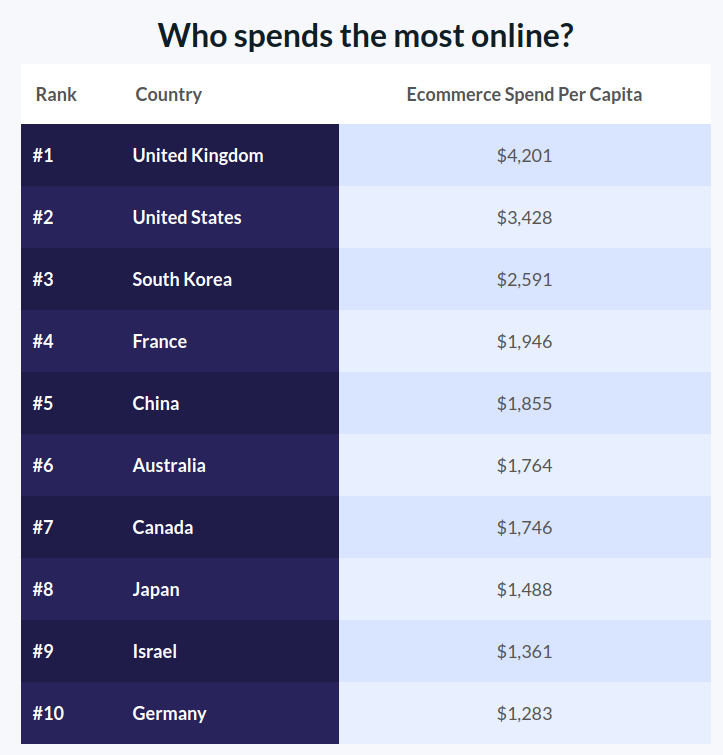 Who spends the most online?
Rank Country Ecommerce Spend Per Capita
#1 United Kingdom $4,201
#2 United States $3,428
#3 South Korea $2,591
#4 France $1,946
#5 China $1,855
#6 Australia $1,764
#7 Canada $1,746
#8 Japan $1,488
#9 Israel $1,361
#10 Germany $1,283